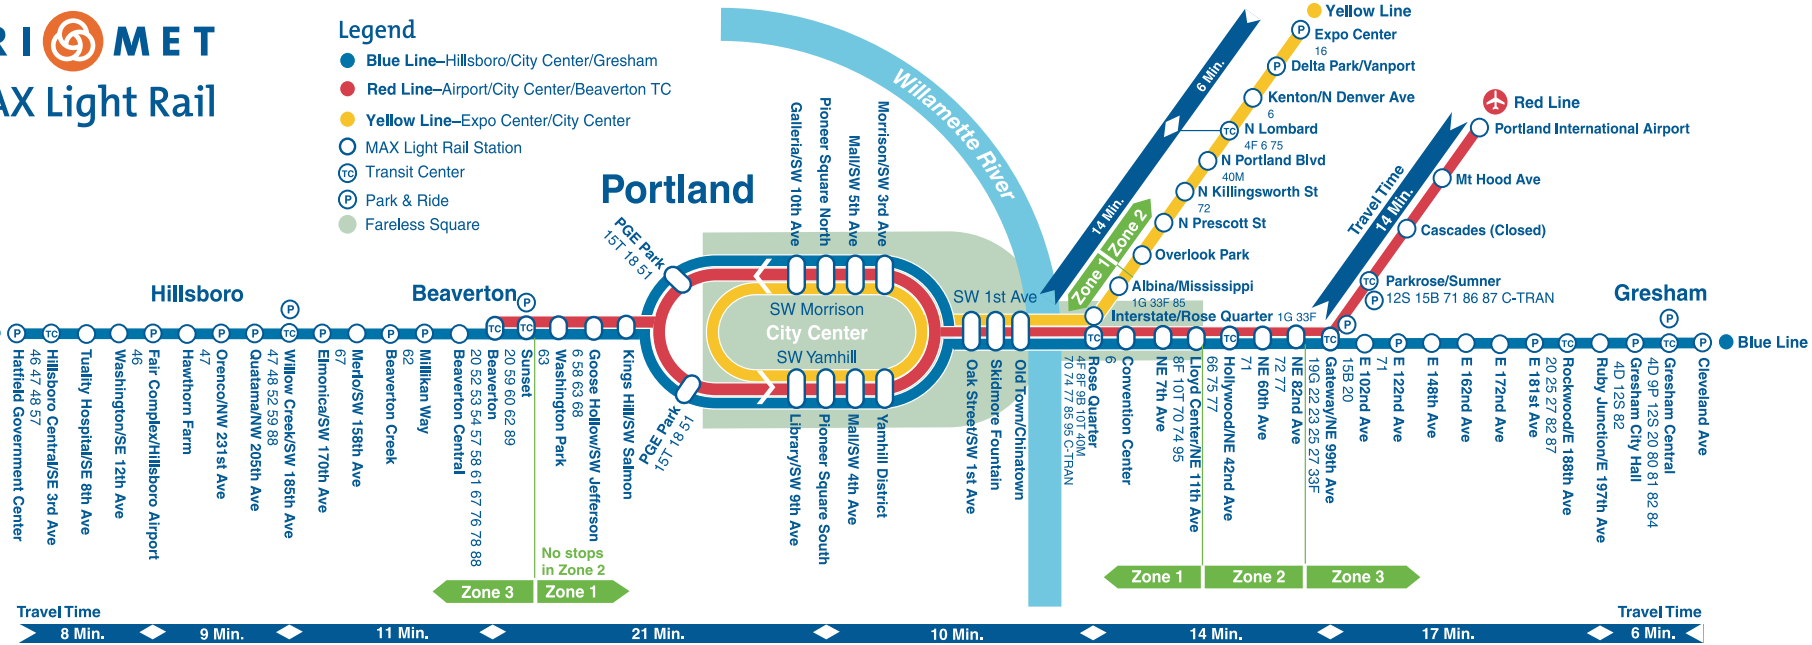 RI MET
AX Light Rail
Legend
Blue Line–Hillsboro/City Center/Gresham
Red Line–Airport/City Center/Beaverton TC
Yellow Line–Expo Center/City Center
MAX Light Rail Station
TC Transit Center
P Park & Ride
Fareless Square
Portland
Willamette River
Yellow Line
Expo Center
16
Delta Park/Vanport
Kenton/N Denver Ave
6
N Lombard
4F 6 75
N Portland Blvd
40M
N Killingsworth St
72
N Prescott St
Overlook Park
Albina/Mississippi
1G 33F 85
Interstate/Rose Quarter 1G 33F
6 Min.
14 Min.
Zone 1
Zone 2
Red Line
Portland International Airport
Mt Hood Ave
Cascades (Closed)
Parkrose/Sumner
12S 15B 71 86 87 C-TRAN
Travel Time
14 Min.
Hillsboro
Beaverton
Gresham
Blue Line
PGE Park
15T 18 51
PGE Park
15T 18 51
Galleria/SW 10th Ave
Pioneer Square North
Mall/SW 5th Ave
Morrison/SW 3rd Ave
SW Morrison
City Center
SW Yamhill
SW 1st Ave
Library/SW 9th Ave
Pioneer Square South
Mall/SW 4th Ave
Yamhill District
Hatfield Government Center
46 47 48 57
Hillsboro Central/SE 3rd Ave
Tuality Hospital/SE 8th Ave
Washington/SE 12th Ave
46
Fair Complex/Hillsboro Airport
Hawthorn Farm
47
Orenco/NW 231st Ave
Quatama/NW 205th Ave
47 48 52 59 88
Willow Creek/SW 185th Ave
Elmonica/SW 170th Ave
67
Merlo/SW 158th Ave
Beaverton Creek
62
Millikan Way
Beaverton Central
20 52 53 54 57 58 61 67 76 78 88
Beaverton
20 59 60 62 89
Sunset
63
Washington Park
6 58 63 68
Goose Hollow/SW Jefferson
Kings Hill/SW Salmon
Oak Street/SW 1st Ave
Skidmore Fountain
Old Town/Chinatown
Rose Quarter
4F 8F 9B 10T 40M
70 74 77 85 95 C-TRAN
6
Convention Center
NE 7th Ave
8F 10T 70 74 95
Lloyd Center/NE 11th Ave
66 75 77
Hollywood/NE 42nd Ave
71
NE 60th Ave
72 77
NE 82nd Ave
19G 22 23 25 27 33F
Gateway/NE 99th Ave
15B 20
E 102nd Ave
71
E 122nd Ave
E 148th Ave
E 162nd Ave
E 172nd Ave
E 181st Ave
20 25 27 82 87
Rockwood/E 188th Ave
Ruby Junction/E 197th Ave
4D 12S 82
Gresham City Hall
4D 9P 12S 20 80 81 82 84
Gresham Central
Cleveland Ave
No stops
in Zone 2
Zone 3
Zone 1
Zone 1
Zone 2
Zone 3
Travel Time
Travel Time
8 Min.
9 Min.
11 Min.
21 Min.
10 Min.
14 Min.
17 Min.
6 Min.